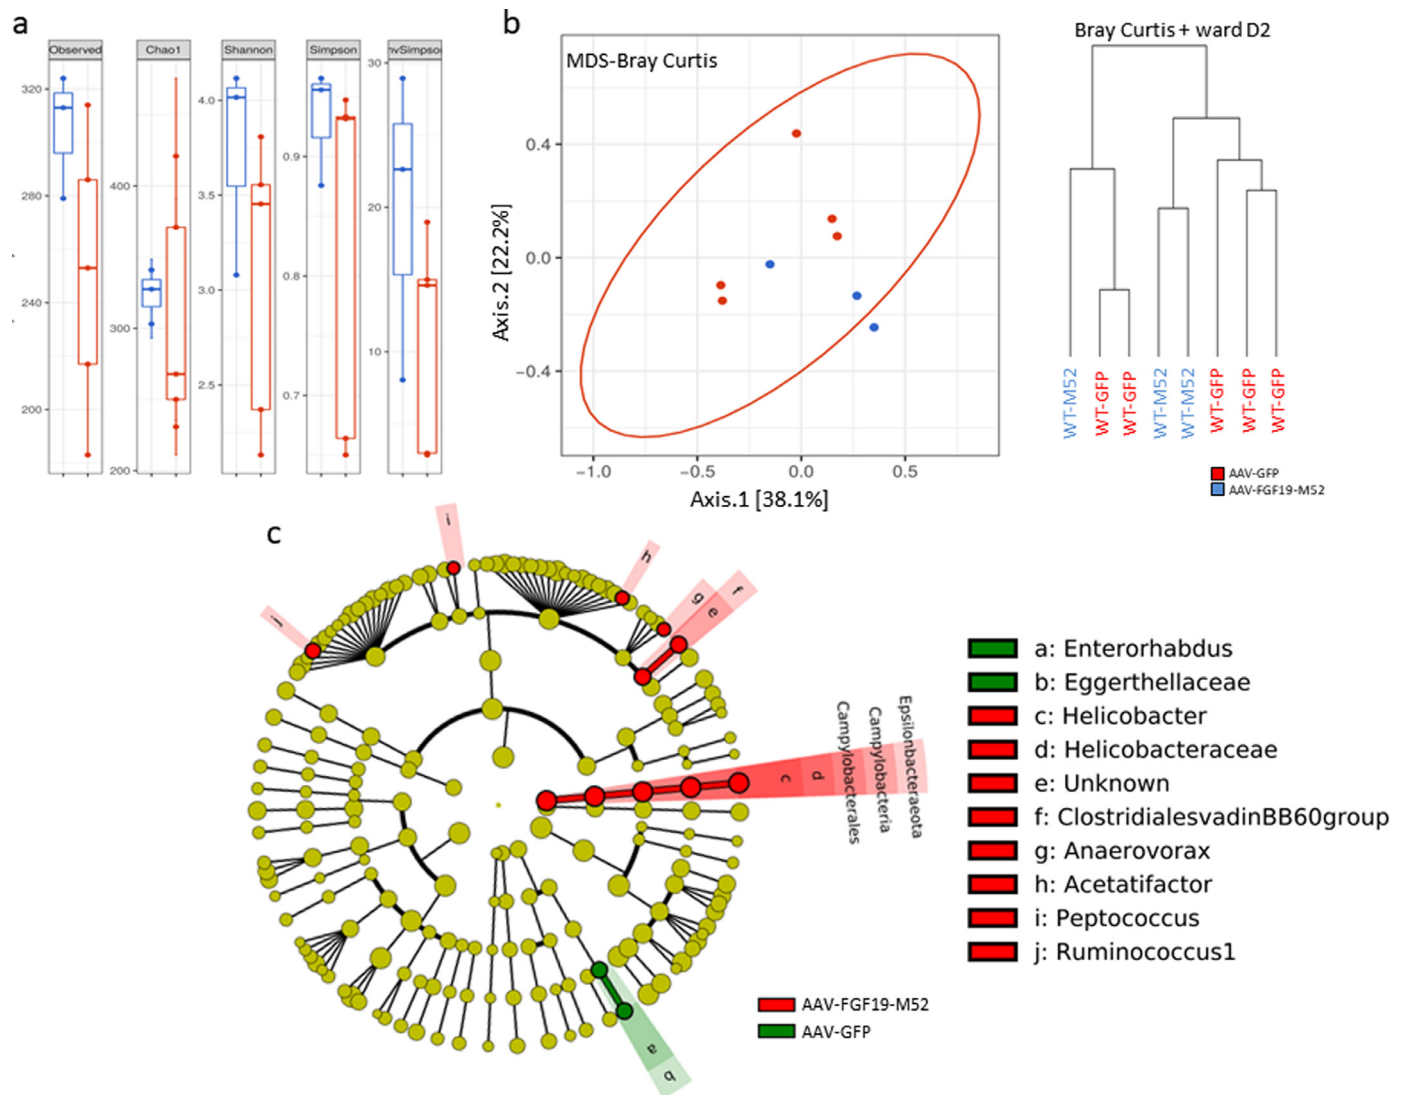 a
Observed
Chao1
Shannon
Simpson
nvSimpso
320
280
240
200
400
300
200
4.0
3.5
3.0
2.5
0.9
0.8
0.7
30
20
10
b
MDS-Bray Curtis
Axis.2 [22.2%]
0.4
0.0
−0.4
−1.0
−0.5
0.0
0.5
Axis.1 [38.1%]
Bray Curtis + ward D2
WT-M52
WT-GFP
WT-GFP
WT-M52
WT-M52
WT-GFP
WT-GFP
WT-GFP
AAV-GFP
AAV-FGF19-M52
c
j
i
h
g
e
f
c
d
Campylobacterales
Campylobacteria
Epsilonbacteraeota
a
b
a: Enterorhabdus
b: Eggerthellaceae
c: Helicobacter
d: Helicobacteraceae
e: Unknown
f: ClostridialesvadinBB60group
g: Anaerovorax
h: Acetatifactor
i: Peptococcus
j: Ruminococcus1
AAV-FGF19-M52
AAV-GFP